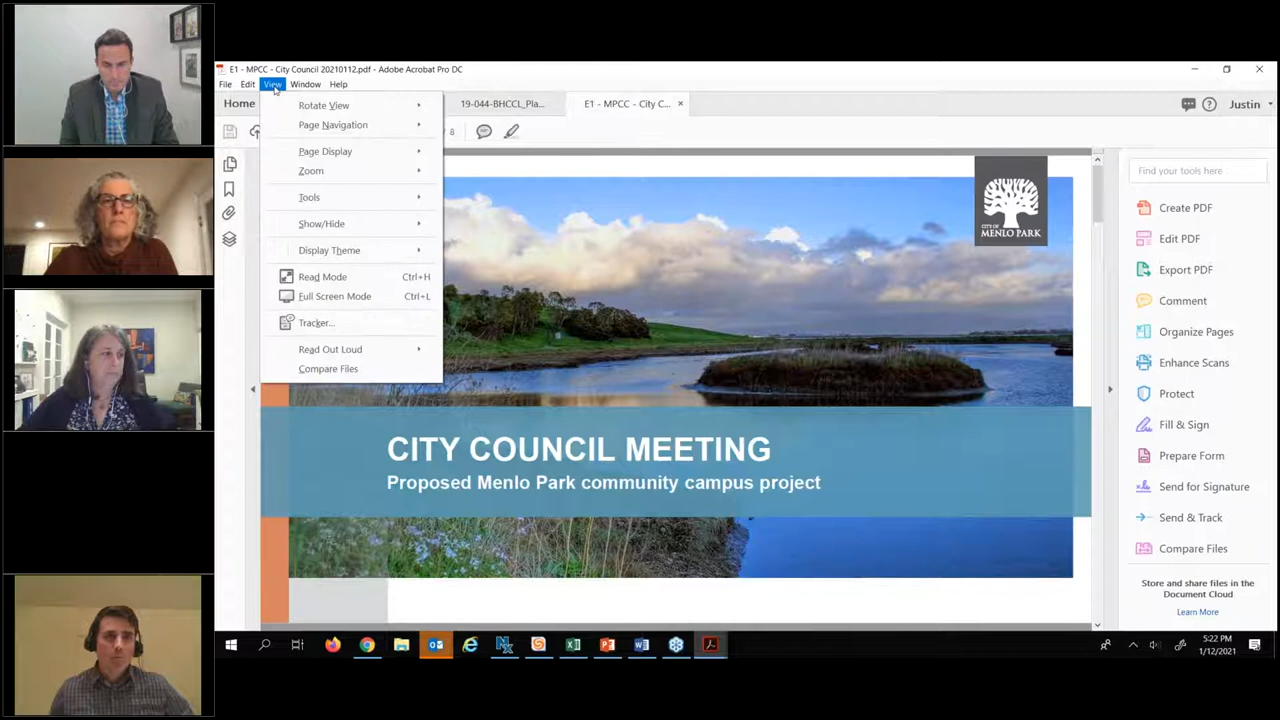 E1 - MPCC - City Council 20210112.pdf - Adobe Acrobat Pro DC
File Edit View Window Help
Home 19-044-BHCCL_Pla... E1 - MPCC - City C... Justin
/ 8
Rotate View
Page Navigation
Page Display
Zoom
Tools
Show/Hide
Display Theme
Read Mode Ctrl+H
Full Screen Mode Ctrl+L
Tracker...
Read Out Loud
Compare Files
CITY OF
MENLO PARK
CITY COUNCIL MEETING
Proposed Menlo Park community campus project
Find your tools here
Create PDF
Edit PDF
Export PDF
Comment
Organize Pages
Enhance Scans
Protect
Fill & Sign
Prepare Form
Send for Signature
Send & Track
Compare Files
Store and share files in the
Document Cloud
Learn More
5:22 PM
1/12/2021